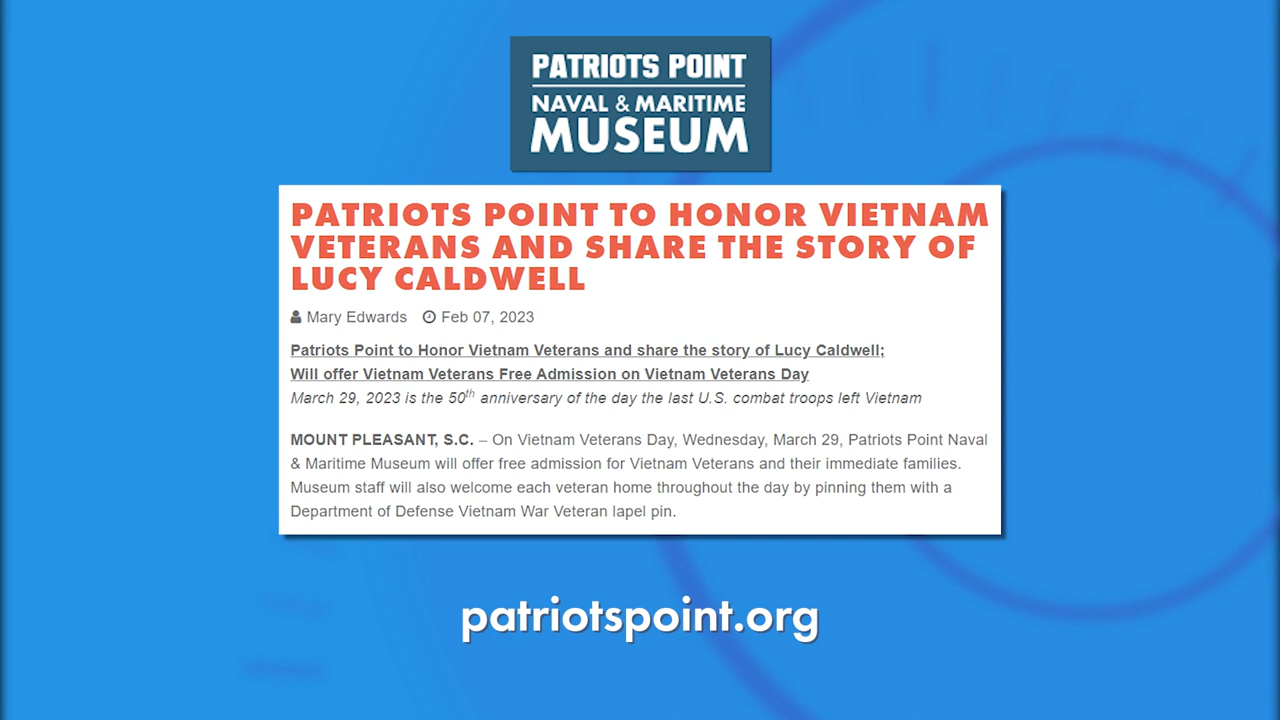 PATRIOTS POINT
NAVAL & MARITIME
MUSEUM
PATRIOTS POINT TO HONOR VIETNAM
VETERANS AND SHARE THE STORY OF
LUCY CALDWELL
Mary Edwards Feb 07, 2023
Patriots Point to Honor Vietnam Veterans and share the story of Lucy Caldwell;
Will offer Vietnam Veterans Free Admission on Vietnam Veterans Day
March 29, 2023 is the 50th anniversary of the day the last U.S. combat troops left Vietnam
MOUNT PLEASANT, S.C. – On Vietnam Veterans Day, Wednesday, March 29, Patriots Point Naval
& Maritime Museum will offer free admission for Vietnam Veterans and their immediate families.
Museum staff will also welcome each veteran home throughout the day by pinning them with a
Department of Defense Vietnam War Veteran lapel pin.
patriotspoint.org